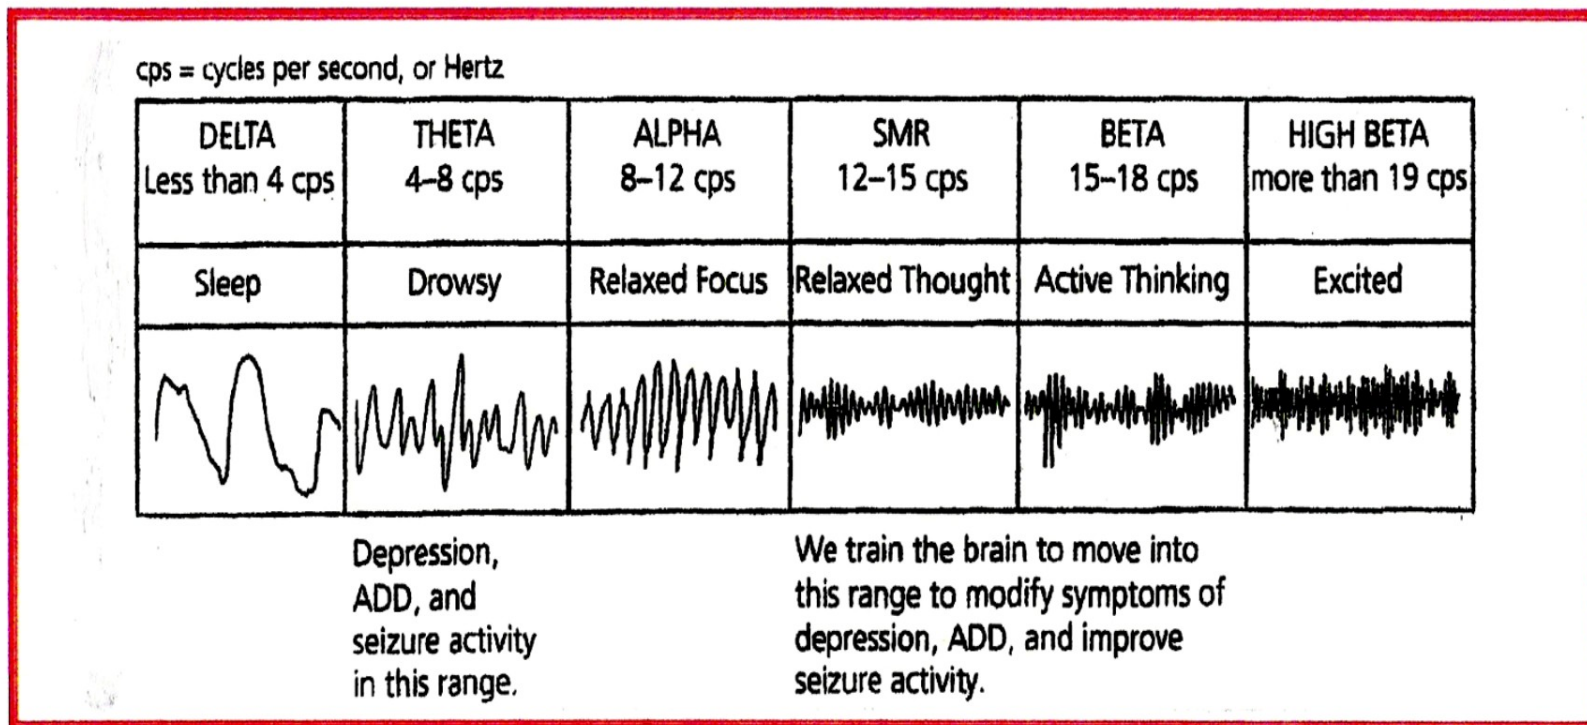 cps = cycles per second, or Hertz
DELTA
Less than 4 cps
THETA
4–8 cps
ALPHA
8–12 cps
SMR
12–15 cps
BETA
15–18 cps
HIGH BETA
more than 19 cps
Sleep
Drowsy
Relaxed Focus
Relaxed Thought
Active Thinking
Excited
Depression,
ADD, and
seizure activity
in this range.
We train the brain to move into
this range to modify symptoms of
depression, ADD, and improve
seizure activity.